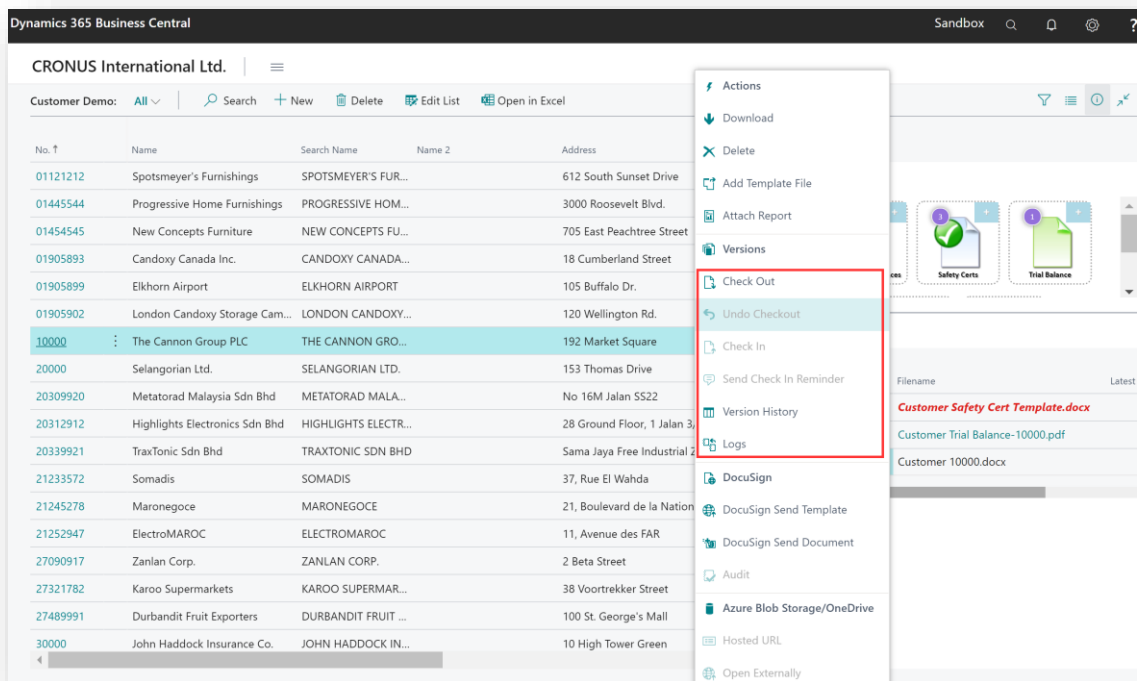 Dynamics 365 Business Central
Sandbox
?
CRONUS International Ltd.
Customer Demo: All Search New Delete Edit List Open in Excel
No. ↑ Name Search Name Name 2 Address
01121212 Spotsmeyer's Furnishings SPOTSMEYER'S FUR... 612 South Sunset Drive
01445544 Progressive Home Furnishings PROGRESSIVE HOM... 3000 Roosevelt Blvd.
01454545 New Concepts Furniture NEW CONCEPTS FU... 705 East Peachtree Street
01905893 Candoxy Canada Inc. CANDOXY CANADA... 18 Cumberland Street
01905899 Elkhorn Airport ELKHORN AIRPORT 105 Buffalo Dr.
01905902 London Candoxy Storage Cam... LONDON CANDOXY... 120 Wellington Rd.
10000 The Cannon Group PLC THE CANNON GRO... 192 Market Square
20000 Selangorian Ltd. SELANGORIAN LTD. 153 Thomas Drive
20309920 Metatorad Malaysia Sdn Bhd METATORAD MALA... No 16M Jalan SS22
20312912 Highlights Electronics Sdn Bhd HIGHLIGHTS ELECTR... 28 Ground Floor, 1 Jalan 3,
20339921 TraxTonic Sdn Bhd TRAXTONIC SDN BHD Sama Jaya Free Industrial Z
21233572 Somadis SOMADIS 37, Rue El Wahda
21245278 Maronegoce MARONEGOCE 21, Boulevard de la Nation
21252947 ElectroMAROC ELECTROMAROC 11, Avenue des FAR
27090917 Zanlan Corp. ZANLAN CORP. 2 Beta Street
27321782 Karoo Supermarkets KAROO SUPERMAR... 38 Voortrekker Street
27489991 Durbandit Fruit Exporters DURBANDIT FRUIT ... 100 St. George's Mall
30000 John Haddock Insurance Co. JOHN HADDOCK IN... 10 High Tower Green
Actions
Download
Delete
Add Template File
Attach Report
Versions
Check Out
Undo Checkout
Check In
Send Check In Reminder
Version History
Logs
DocuSign
DocuSign Send Template
DocuSign Send Document
Audit
Azure Blob Storage/OneDrive
Hosted URL
Open Externally
3 1
ces Safety Certs Trial Balance
Filename Latest
Customer Safety Cert Template.docx
Customer Trial Balance-10000.pdf
Customer 10000.docx